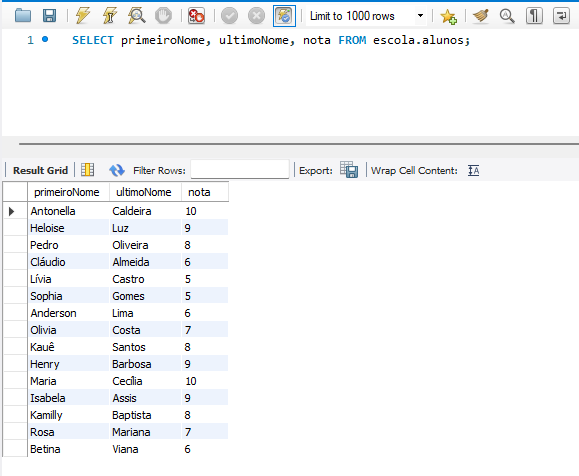 Limit to 1000 rows
1 SELECT primeiroNome, ultimoNome, nota FROM escola.alunos;
Result Grid Filter Rows: Export: Wrap Cell Content: IA
primeiroNome ultimoNome nota
Antonella Caldeira 10
Heloise Luz 9
Pedro Oliveira 8
Cláudio Almeida 6
Lívia Castro 5
Sophia Gomes 5
Anderson Lima 6
Olivia Costa 7
Kauê Santos 8
Henry Barbosa 9
Maria Cecília 10
Isabela Assis 9
Kamilly Baptista 8
Rosa Mariana 7
Betina Viana 6